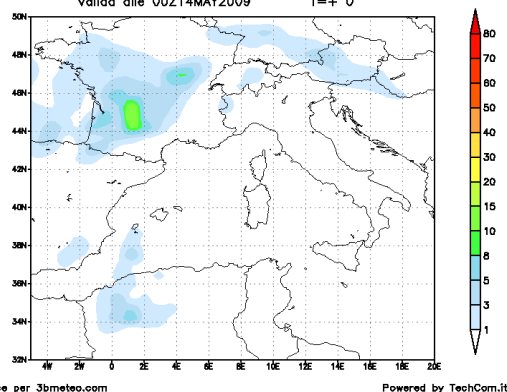 valida alle 00Z14MAY2009 T=+ 0
50N
48N
46N
44N
42N
40N
38N
36N
34N
32N
4W 2W 0 2E 4E 6E 8E 10E 12E 14E 16E 18E 20E
80
70
60
50
40
30
20
15
10
8
5
3
1
per 3bmeteo.com Powered by TechCom.it